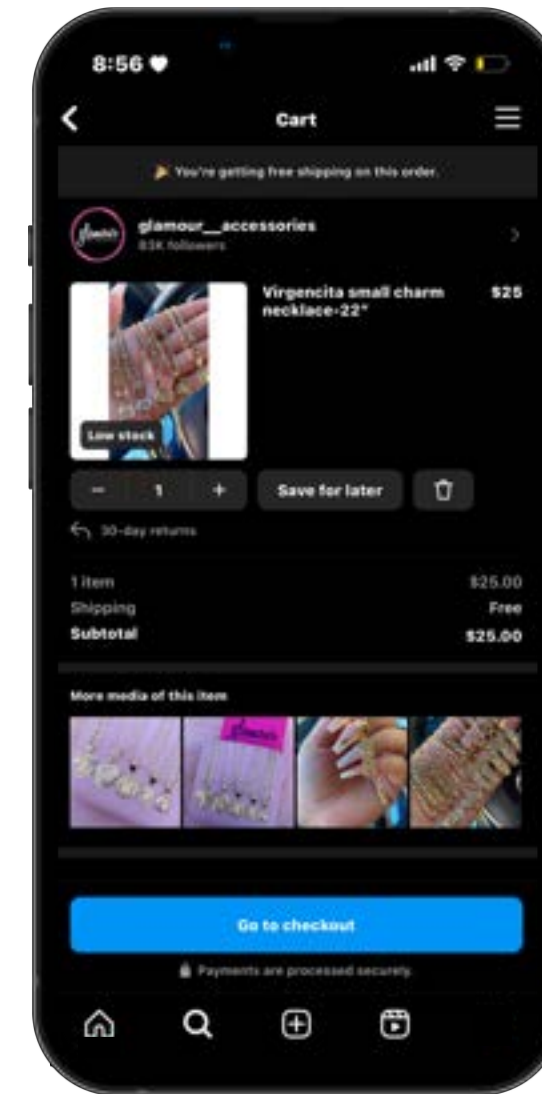 8:56
Cart
🎉 You're getting free shipping on this order.
glamour
glamour__accessories
83K followers
Virgencita small charm $25
necklace-22"
Low stock
− 1 + Save for later
30-day returns
1 item $25.00
Shipping Free
Subtotal $25.00
More media of this item
glamour
Go to checkout
Payments are processed securely.